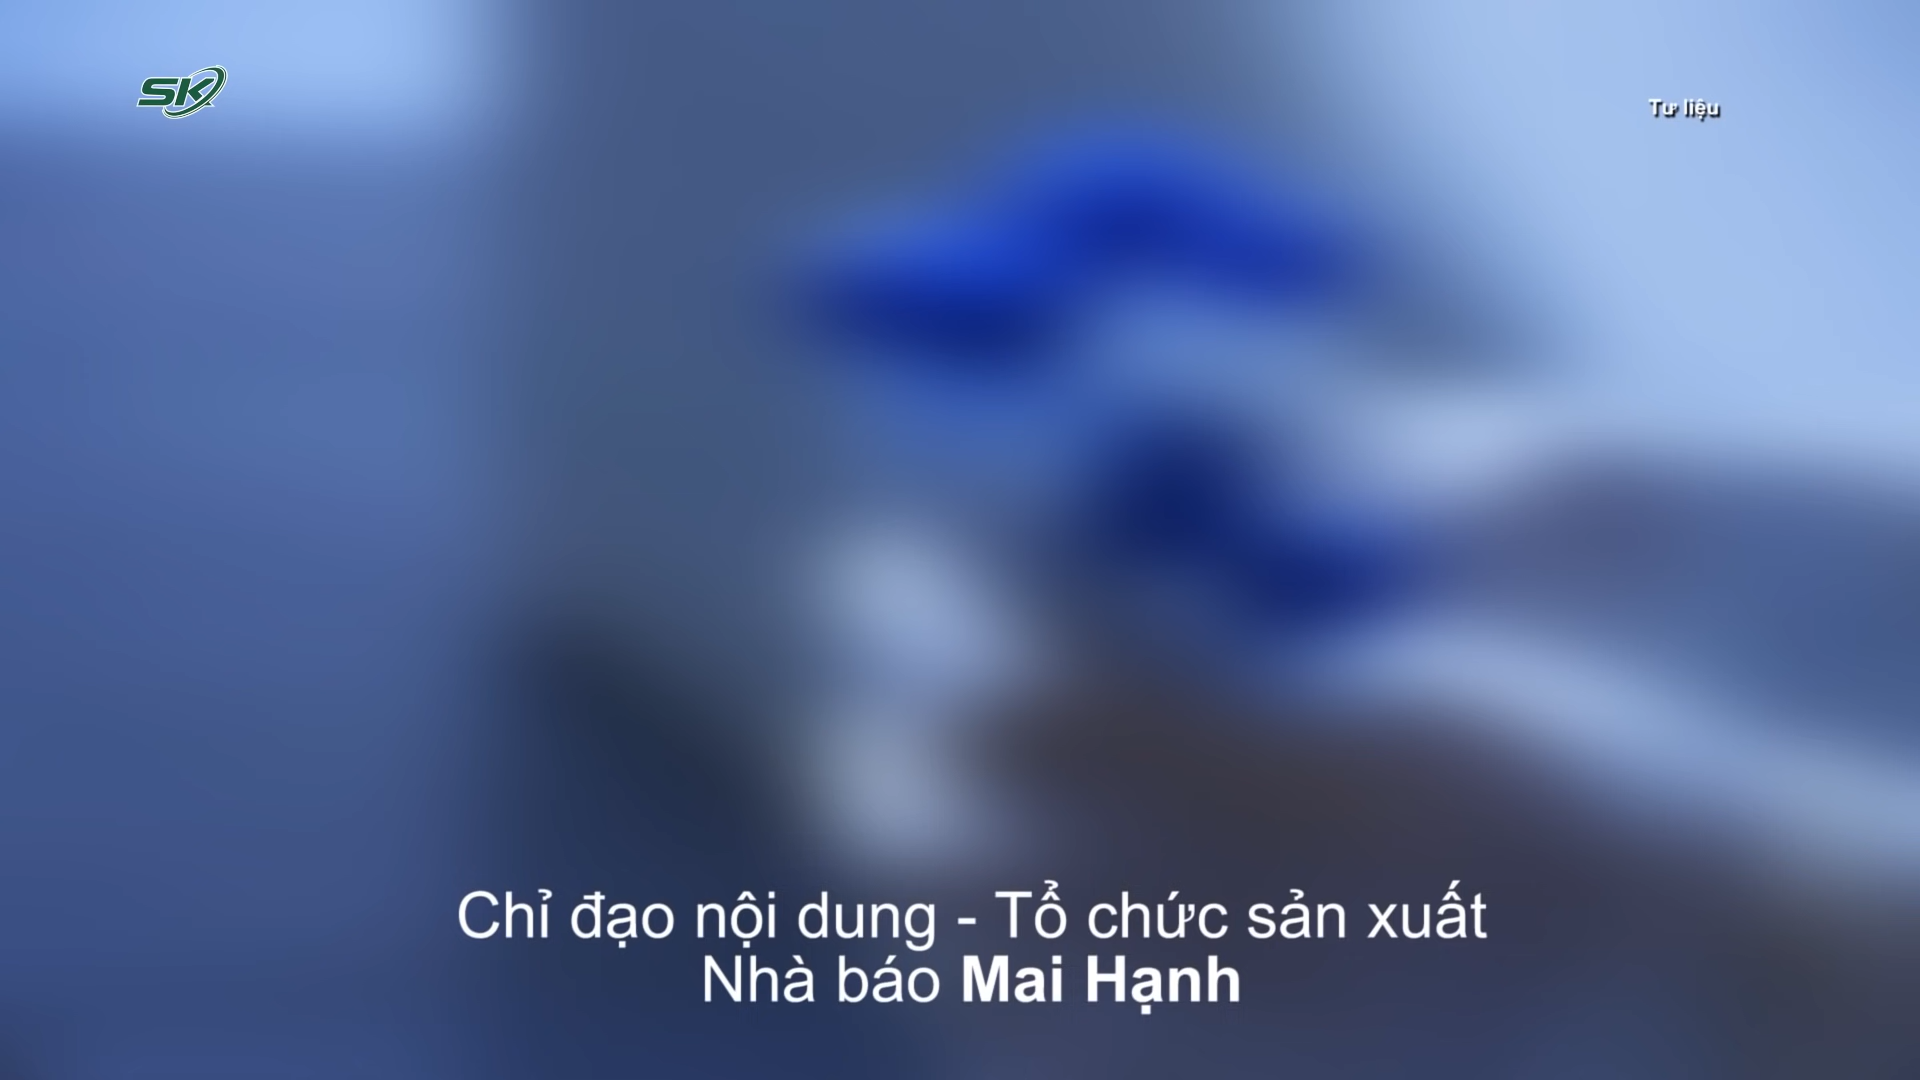 SK
Tư liệu
Chỉ đạo nội dung - Tổ chức sản xuất
Nhà báo Mai Hạnh